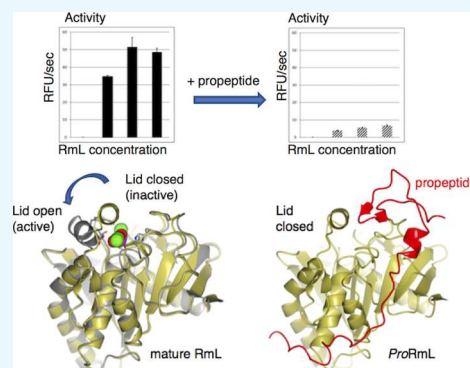 Activity
RFU/sec
RmL concentration
+ propeptide
Activity
RFU/sec
RmL concentration
Lid closed
(inactive)
Lid open
(active)
mature RmL
propeptid
Lid
closed
ProRmL